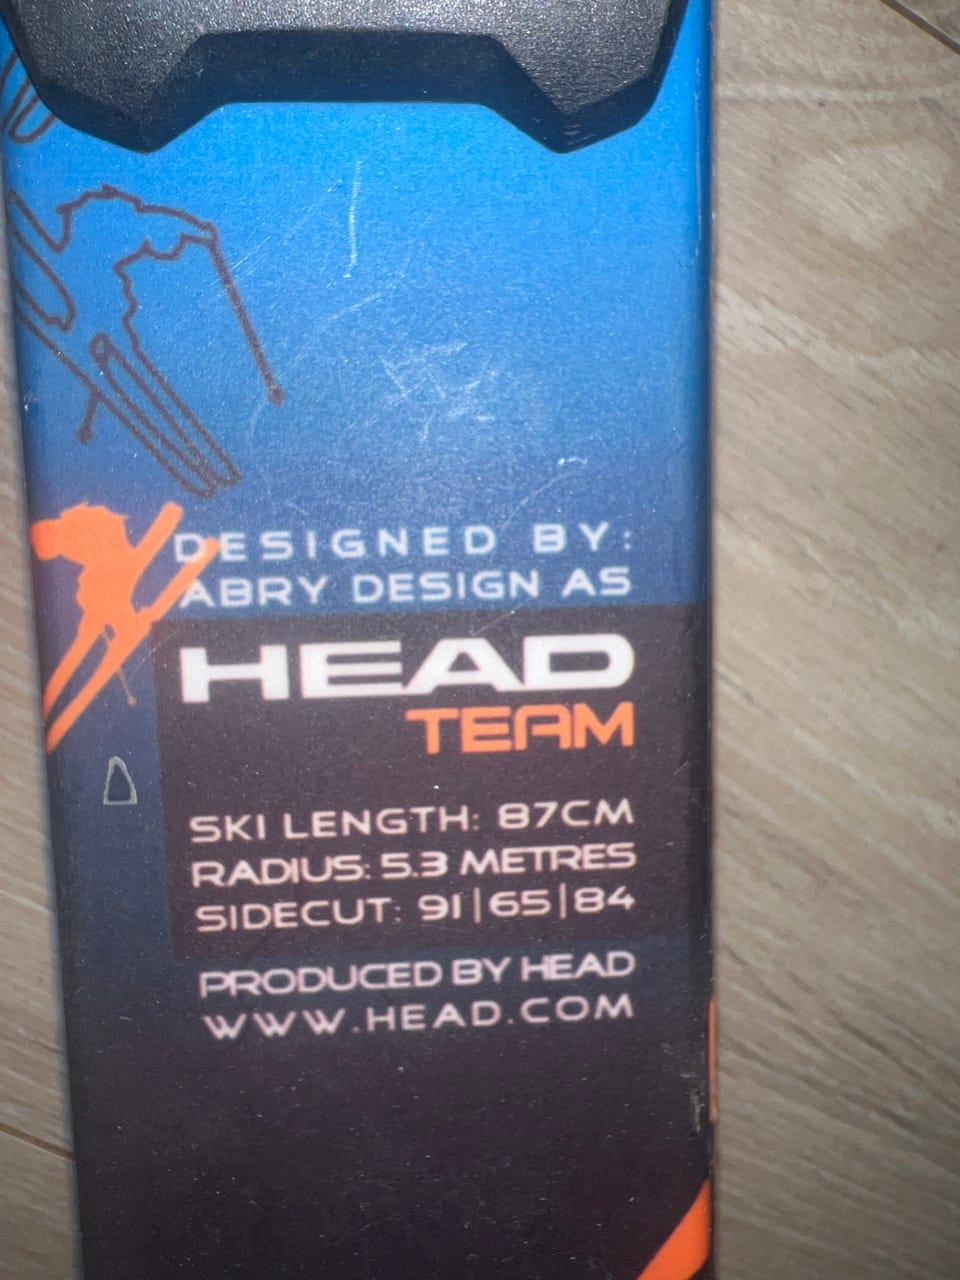 DESIGNED BY:
ABRY DESIGN AS
HEAD
TEAM
SKI LENGTH: 87CM
RADIUS: 5.3 METRES
SIDECUT: 91|65|84
PRODUCED BY HEAD
WWW.HEAD.COM